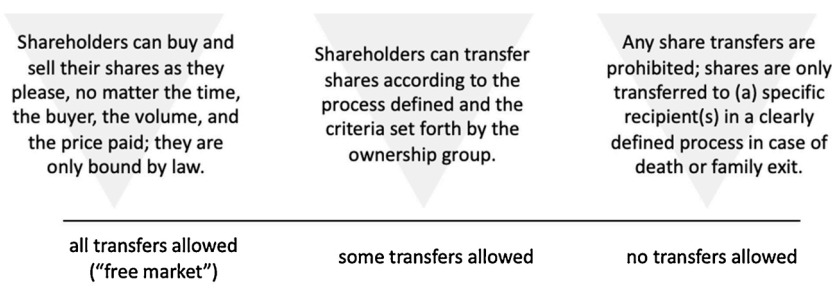 Shareholders can buy and
sell their shares as they
please, no matter the time,
the buyer, the volume, and
the price paid; they are
only bound by law.
Shareholders can transfer
shares according to the
process defined and the
criteria set forth by the
ownership group.
Any share transfers are
prohibited; shares are only
transferred to (a) specific
recipient(s) in a clearly
defined process in case of
death or family exit.
all transfers allowed
(“free market”)
some transfers allowed
no transfers allowed